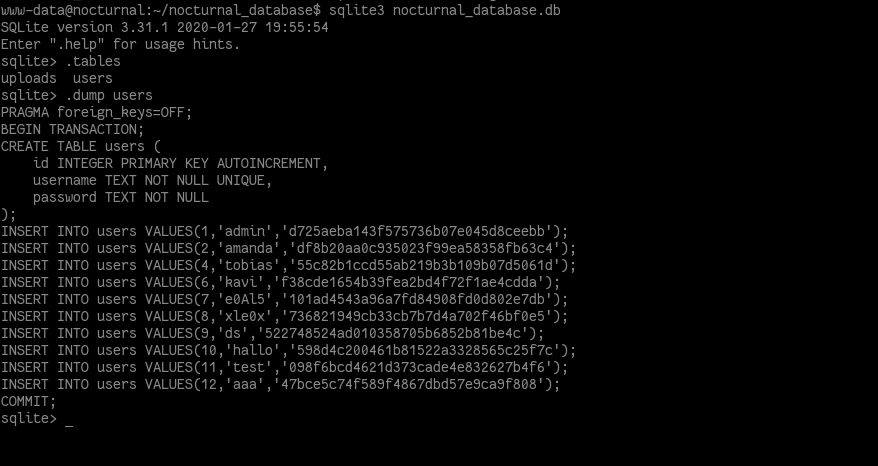 www-data@nocturnal:~/nocturnal_database$ sqlite3 nocturnal_database.db
SQLite version 3.31.1 2020-01-27 19:55:54
Enter ".help" for usage hints.
sqlite> .tables
uploads  users
sqlite> .dump users
PRAGMA foreign_keys=OFF;
BEGIN TRANSACTION;
CREATE TABLE users (
    id INTEGER PRIMARY KEY AUTOINCREMENT,
    username TEXT NOT NULL UNIQUE,
    password TEXT NOT NULL
);
INSERT INTO users VALUES(1,'admin','d725aeba143f575736b07e045d8ceebb');
INSERT INTO users VALUES(2,'amanda','df8b20aa0c935023f99ea58358fb63c4');
INSERT INTO users VALUES(4,'tobias','55c82b1ccd55ab219b3b109b07d5061d');
INSERT INTO users VALUES(6,'kavi','f38cde1654b39fea2bd4f72f1ae4cdda');
INSERT INTO users VALUES(7,'e0Al5','101ad4543a96a7fd84908fd0d802e7db');
INSERT INTO users VALUES(8,'xle0x','736821949cb33cb7b7d4a702f46bf0e5');
INSERT INTO users VALUES(9,'ds','522748524ad010358705b6852b81be4c');
INSERT INTO users VALUES(10,'hallo','598d4c200461b81522a3328565c25f7c');
INSERT INTO users VALUES(11,'test','098f6bcd4621d373cade4e832627b4f6');
INSERT INTO users VALUES(12,'aaa','47bce5c74f589f4867dbd57e9ca9f808');
COMMIT;
sqlite> _